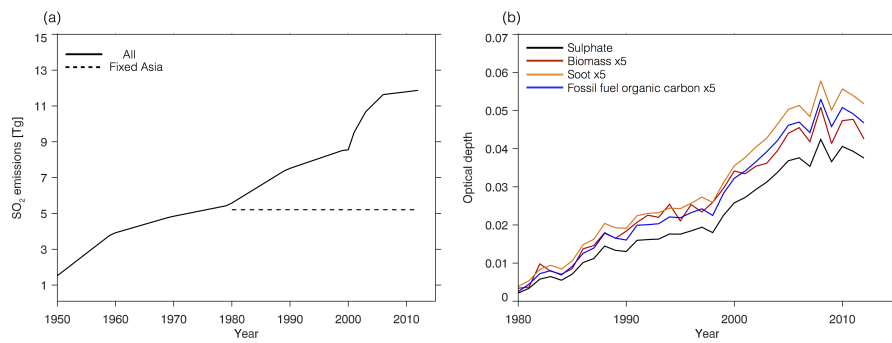 (a)
15
13
11
9
7
5
3
1
SO₂ emissions [Tg]
All
Fixed Asia
1950 1960 1970 1980 1990 2000 2010
Year
(b)
0.07
0.06
0.05
0.04
0.03
0.02
0.01
0
Optical depth
Sulphate
Biomass x5
Soot x5
Fossil fuel organic carbon x5
1980 1990 2000 2010
Year